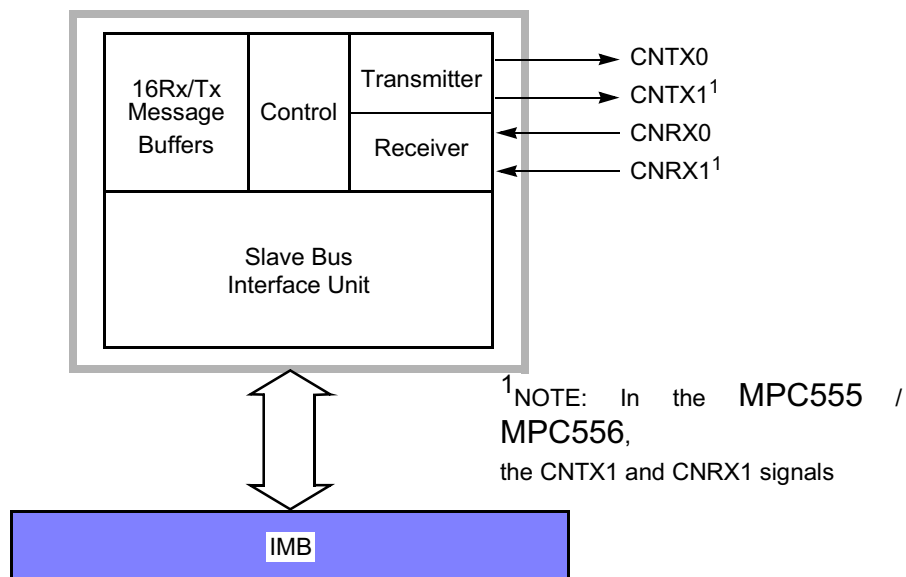 16Rx/Tx
Message
Buffers
Control
Transmitter
Receiver
CNTX0
CNTX1¹
CNRX0
CNRX1¹
Slave Bus
Interface Unit
¹NOTE: In the MPC555 /
MPC556,
the CNTX1 and CNRX1 signals
IMB